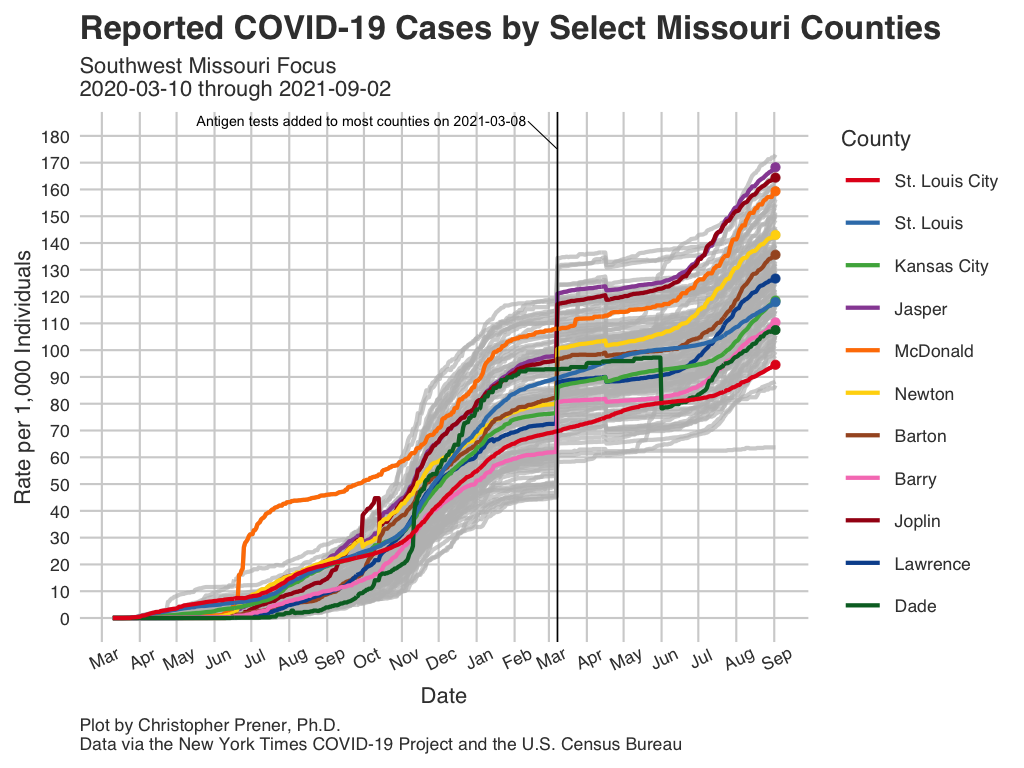 Reported COVID-19 Cases by Select Missouri Counties
Southwest Missouri Focus
2020-03-10 through 2021-09-02
Antigen tests added to most counties on 2021-03-08
Rate per 1,000 Individuals
180
170
160
150
140
130
120
110
100
90
80
70
60
50
40
30
20
10
0
Mar Apr May Jun Jul Aug Sep Oct Nov Dec Jan Feb Mar Apr May Jun Jul Aug Sep
Date
County
St. Louis City
St. Louis
Kansas City
Jasper
McDonald
Newton
Barton
Barry
Joplin
Lawrence
Dade
Plot by Christopher Prener, Ph.D.
Data via the New York Times COVID-19 Project and the U.S. Census Bureau